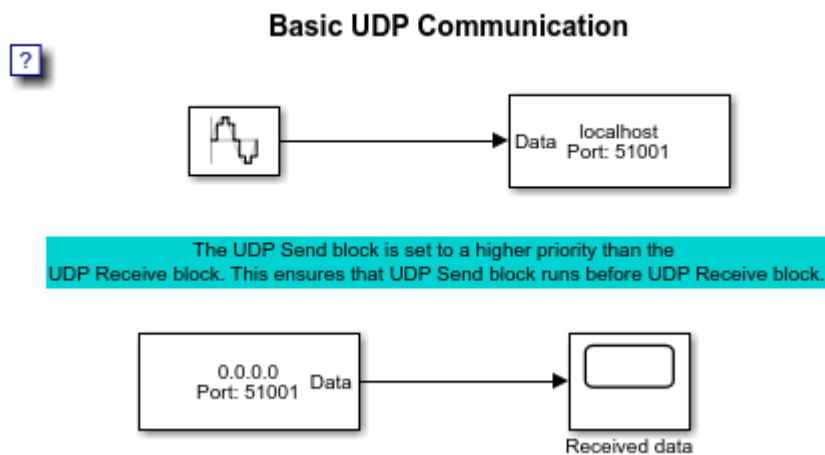 Basic UDP Communication
?
Data
localhost
Port: 51001
The UDP Send block is set to a higher priority than the
UDP Receive block. This ensures that UDP Send block runs before UDP Receive block.
0.0.0.0
Port: 51001
Data
Received data